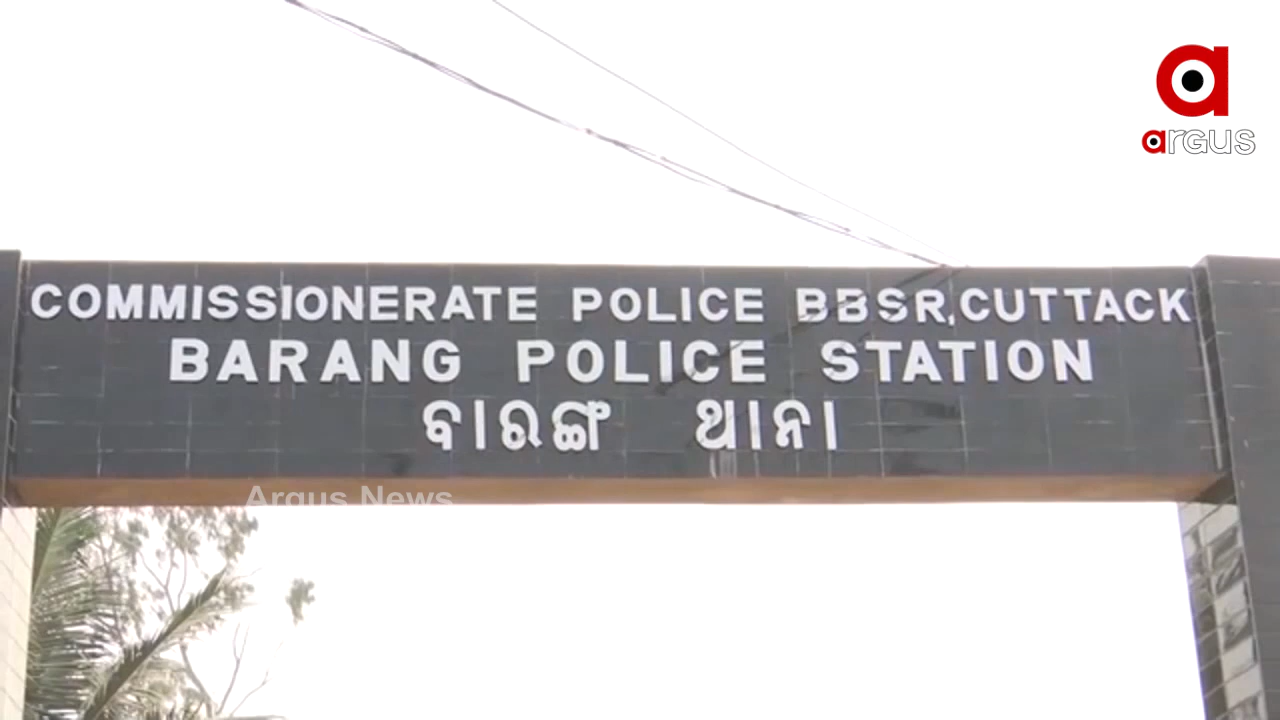 argus
COMMISSIONERATE POLICE BBSR,CUTTACK
BARANG POLICE STATION
ବାରଙ୍ଗ ଥାନା
Argus News